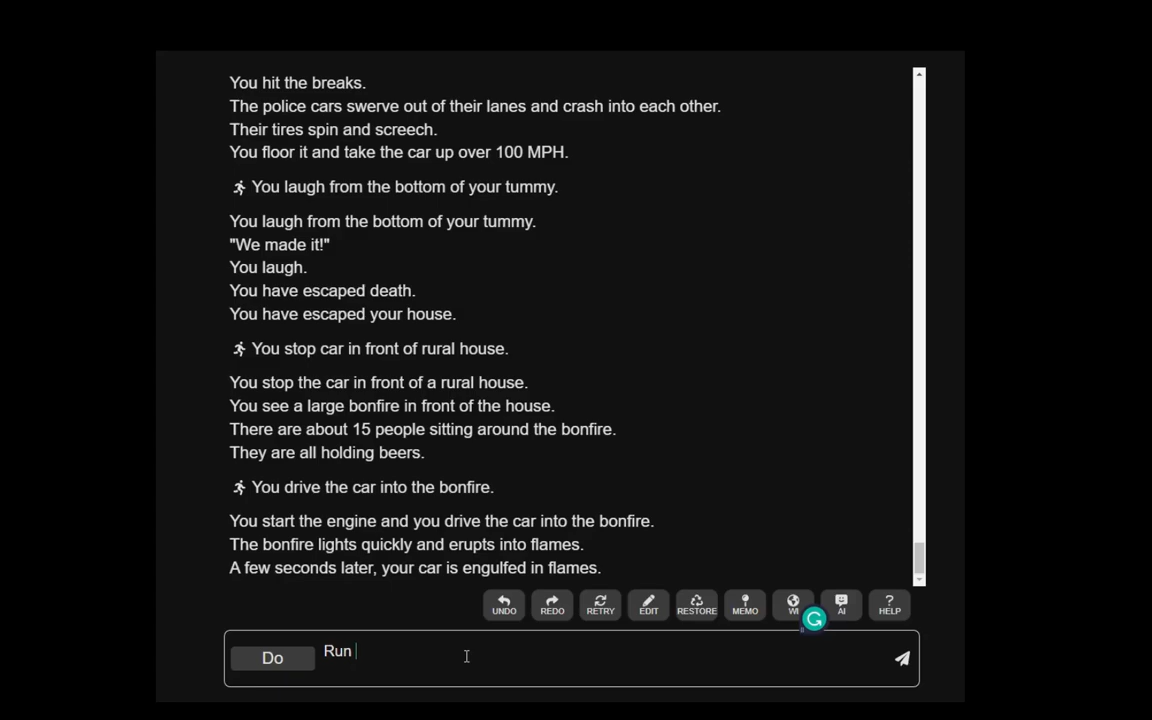 You hit the breaks.
The police cars swerve out of their lanes and crash into each other.
Their tires spin and screech.
You floor it and take the car up over 100 MPH.
You laugh from the bottom of your tummy.
You laugh from the bottom of your tummy.
"We made it!"
You laugh.
You have escaped death.
You have escaped your house.
You stop car in front of rural house.
You stop the car in front of a rural house.
You see a large bonfire in front of the house.
There are about 15 people sitting around the bonfire.
They are all holding beers.
You drive the car into the bonfire.
You start the engine and you drive the car into the bonfire.
The bonfire lights quickly and erupts into flames.
A few seconds later, your car is engulfed in flames.
UNDO REDO RETRY EDIT RESTORE MEMO WI AI HELP
Do Run